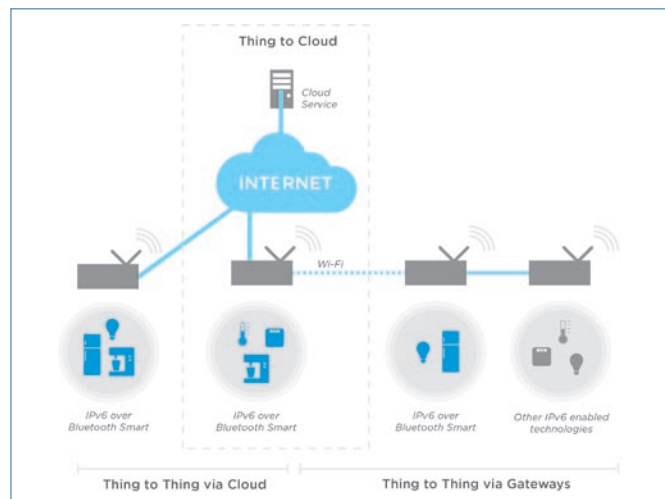 Thing to Cloud
Cloud
Service
INTERNET
Wi-Fi
IPv6 over
Bluetooth Smart
IPv6 over
Bluetooth Smart
IPv6 over
Bluetooth Smart
Other IPv6 enabled
technologies
Thing to Thing via Cloud
Thing to Thing via Gateways